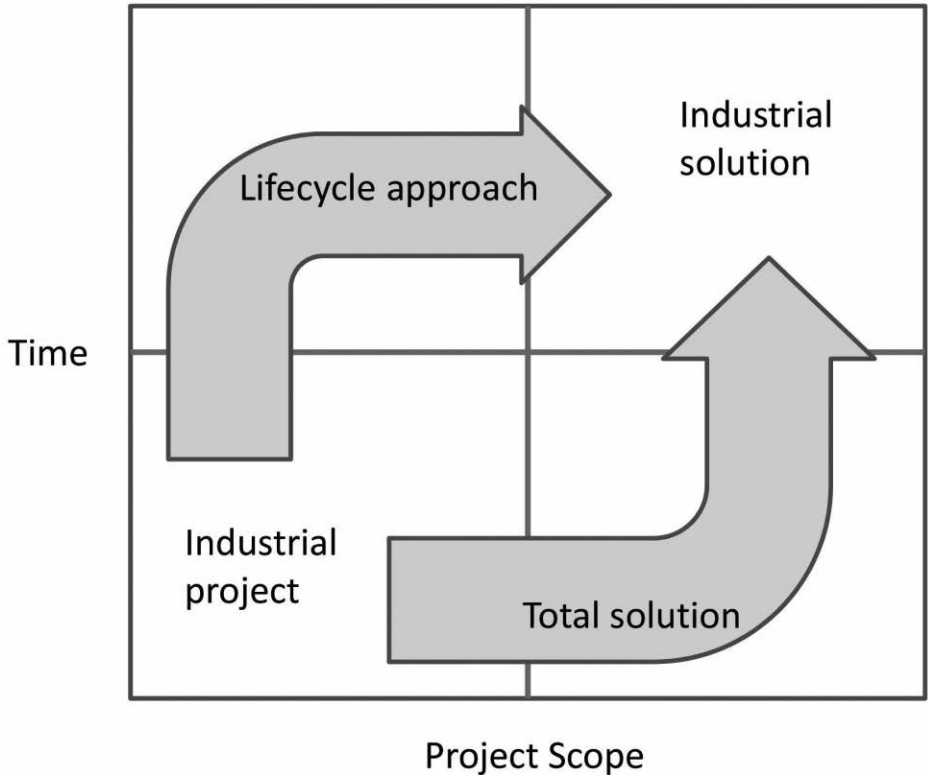 Industrial
solution
Lifecycle approach
Time
Industrial
project
Total solution
Project Scope